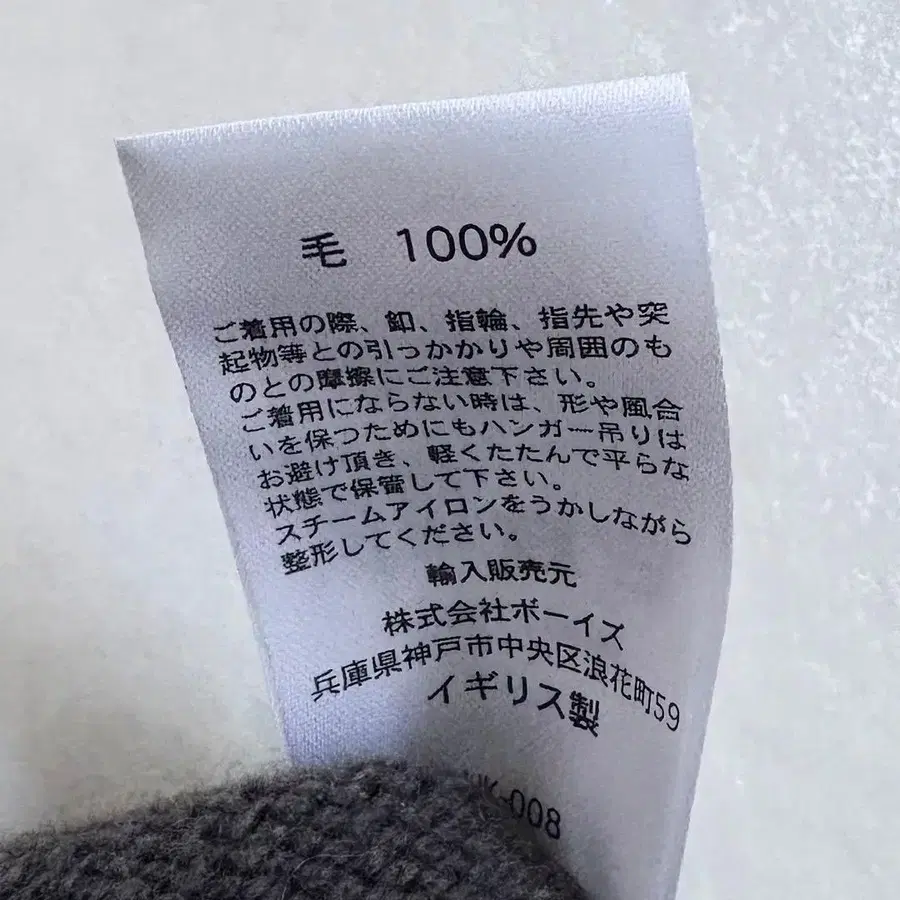 毛 100%
ご着用の際、釦、指輪、指先や突
起物等との引っかかりや周囲のも
のとの摩擦にご注意下さい。
ご着用にならない時は、形や風合
いを保つためにもハンガー吊りは
お避け頂き、軽くたたんで平らな
状態で保管して下さい。
スチームアイロンをうかしながら
整形してください。
輸入販売元
株式会社ボーイズ
兵庫県神戸市中央区浪花町59
イギリス製
-008